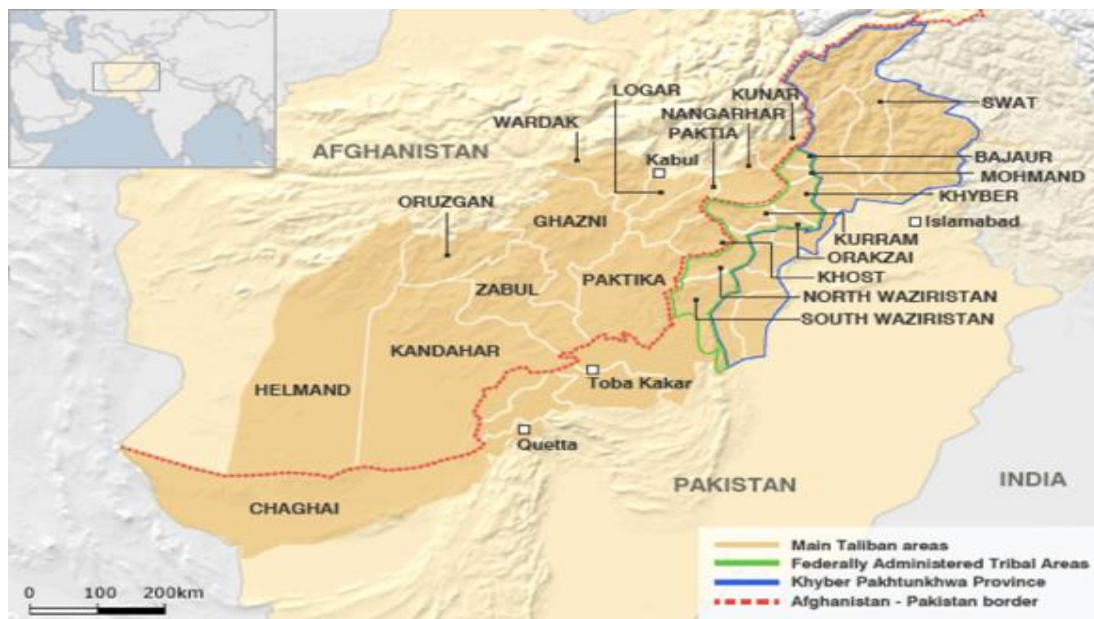 LOGAR
KUNAR
NANGARHAR
SWAT
WARDAK
PAKTIA
AFGHANISTAN
Kabul
BAJAUR
MOHMAND
ORUZGAN
KHYBER
GHAZNI
Islamabad
KURRAM
ORAKZAI
PAKTIKA
KHOST
ZABUL
NORTH WAZIRISTAN
SOUTH WAZIRISTAN
KANDAHAR
HELMAND
Toba Kakar
Quetta
PAKISTAN
INDIA
CHAGHAI
Main Taliban areas
Federally Administered Tribal Areas
Khyber Pakhtunkhwa Province
Afghanistan - Pakistan border
0 100 200km